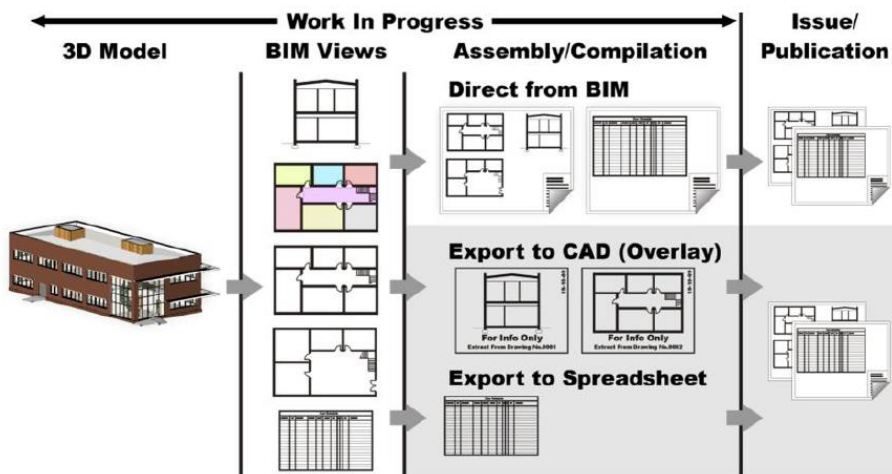 Work In Progress
Issue/
Publication
3D Model
BIM Views
Assembly/Compilation
Direct from BIM
Export to CAD (Overlay)
For Info Only
Extract From Drawing No.0001
For Info Only
Extract From Drawing No.0002
Export to Spreadsheet